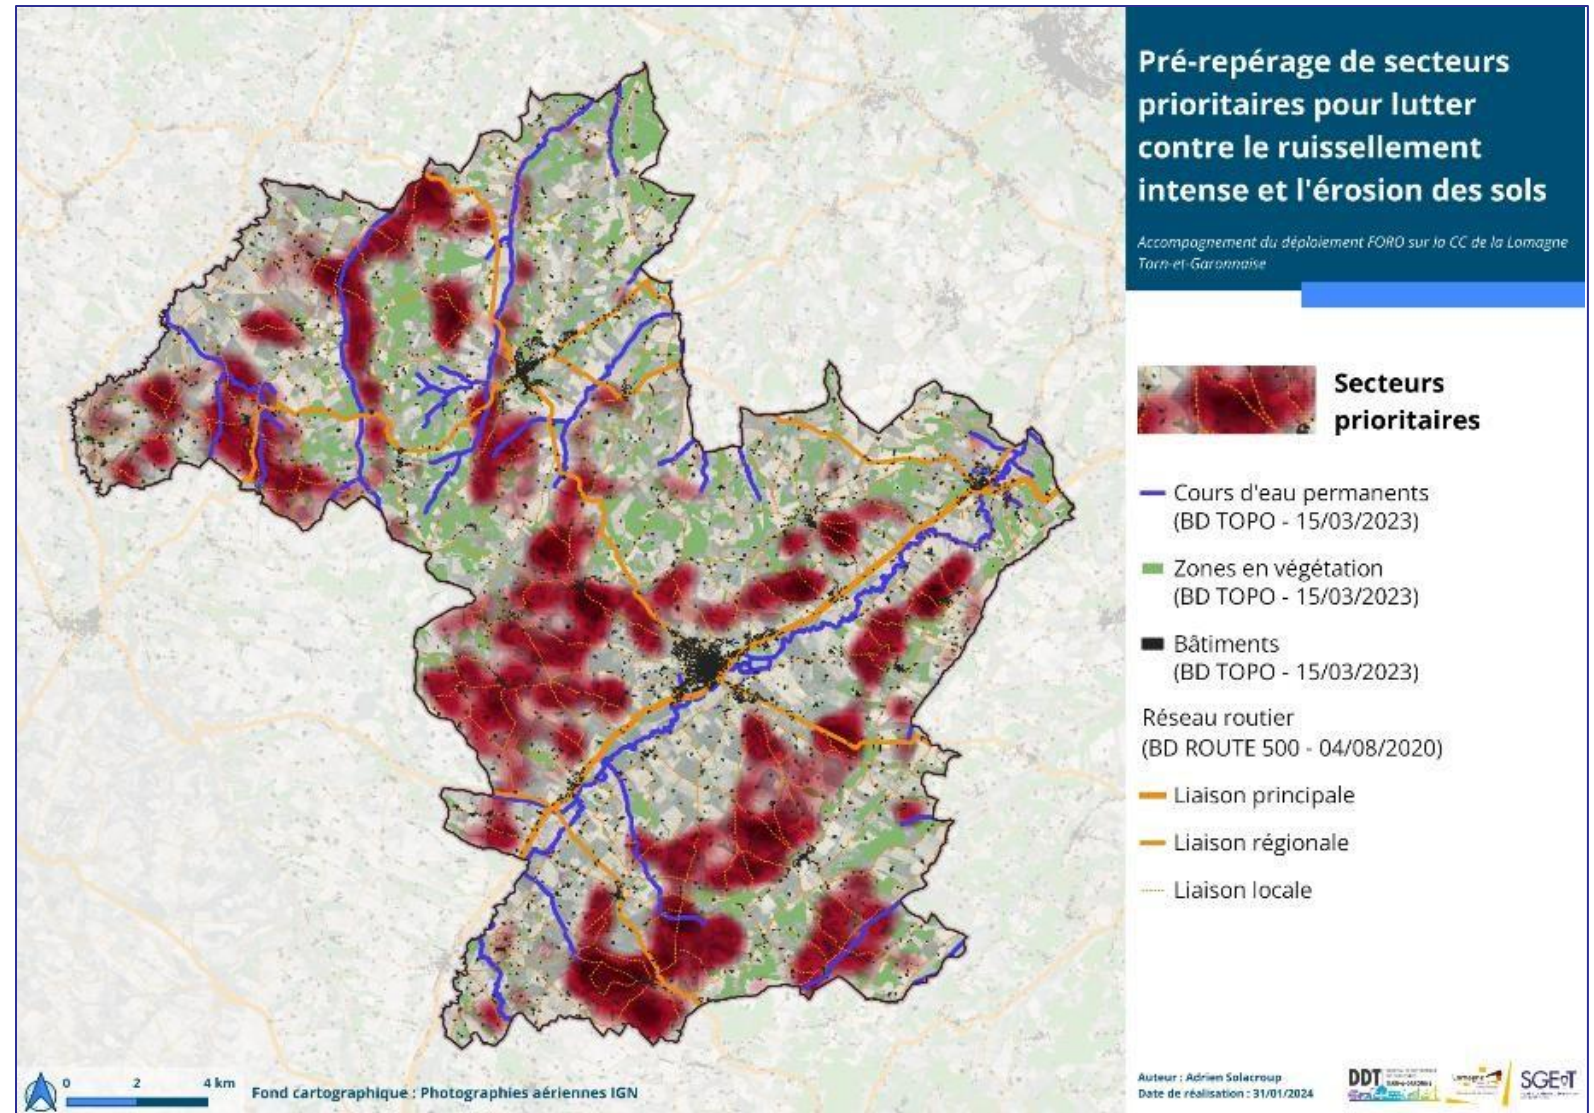 Pré-repérage de secteurs
prioritaires pour lutter
contre le ruissellement
intense et l'érosion des sols
Accompagnement du déploiement FORO sur la CC de la Lomagne
Tarn-et-Garonnaise
Secteurs
prioritaires
Cours d'eau permanents
(BD TOPO - 15/03/2023)
Zones en végétation
(BD TOPO - 15/03/2023)
Bâtiments
(BD TOPO - 15/03/2023)
Réseau routier
(BD ROUTE 500 - 04/08/2020)
Liaison principale
Liaison régionale
Liaison locale
0 2 4 km
Fond cartographique : Photographies aériennes IGN
Auteur : Adrien Solacroup
Date de réalisation : 31/01/2024
DDT
Lomagne
SGEeT